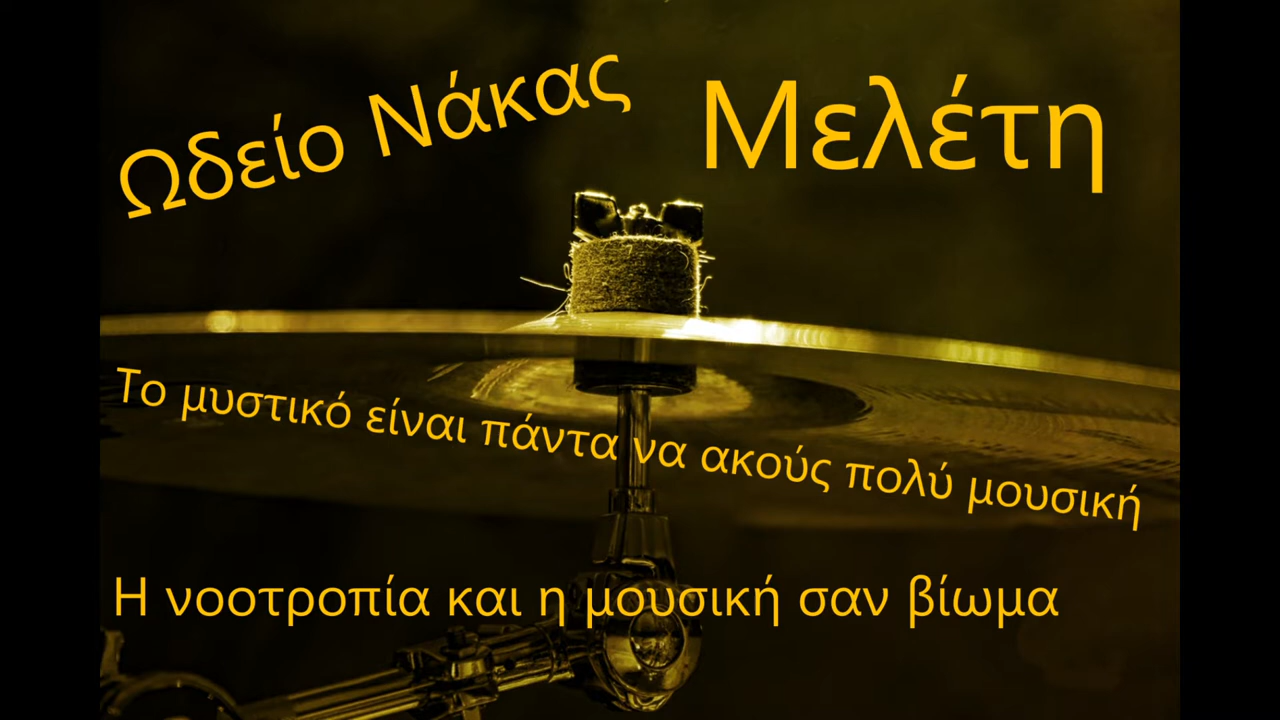 Ωδείο Νάκας
Μελέτη
Το μυστικό είναι πάντα να ακούς πολύ μουσική
Η νοοτροπία και η μουσική σαν βίωμα